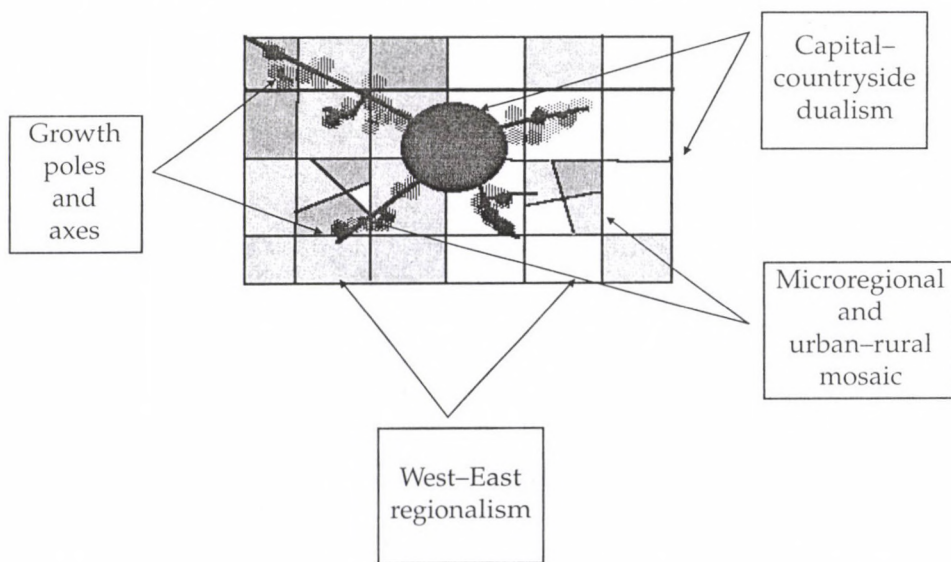 Capital–
countryside
dualism
Growth
poles
and
axes
Microregional
and
urban–rural
mosaic
West–East
regionalism